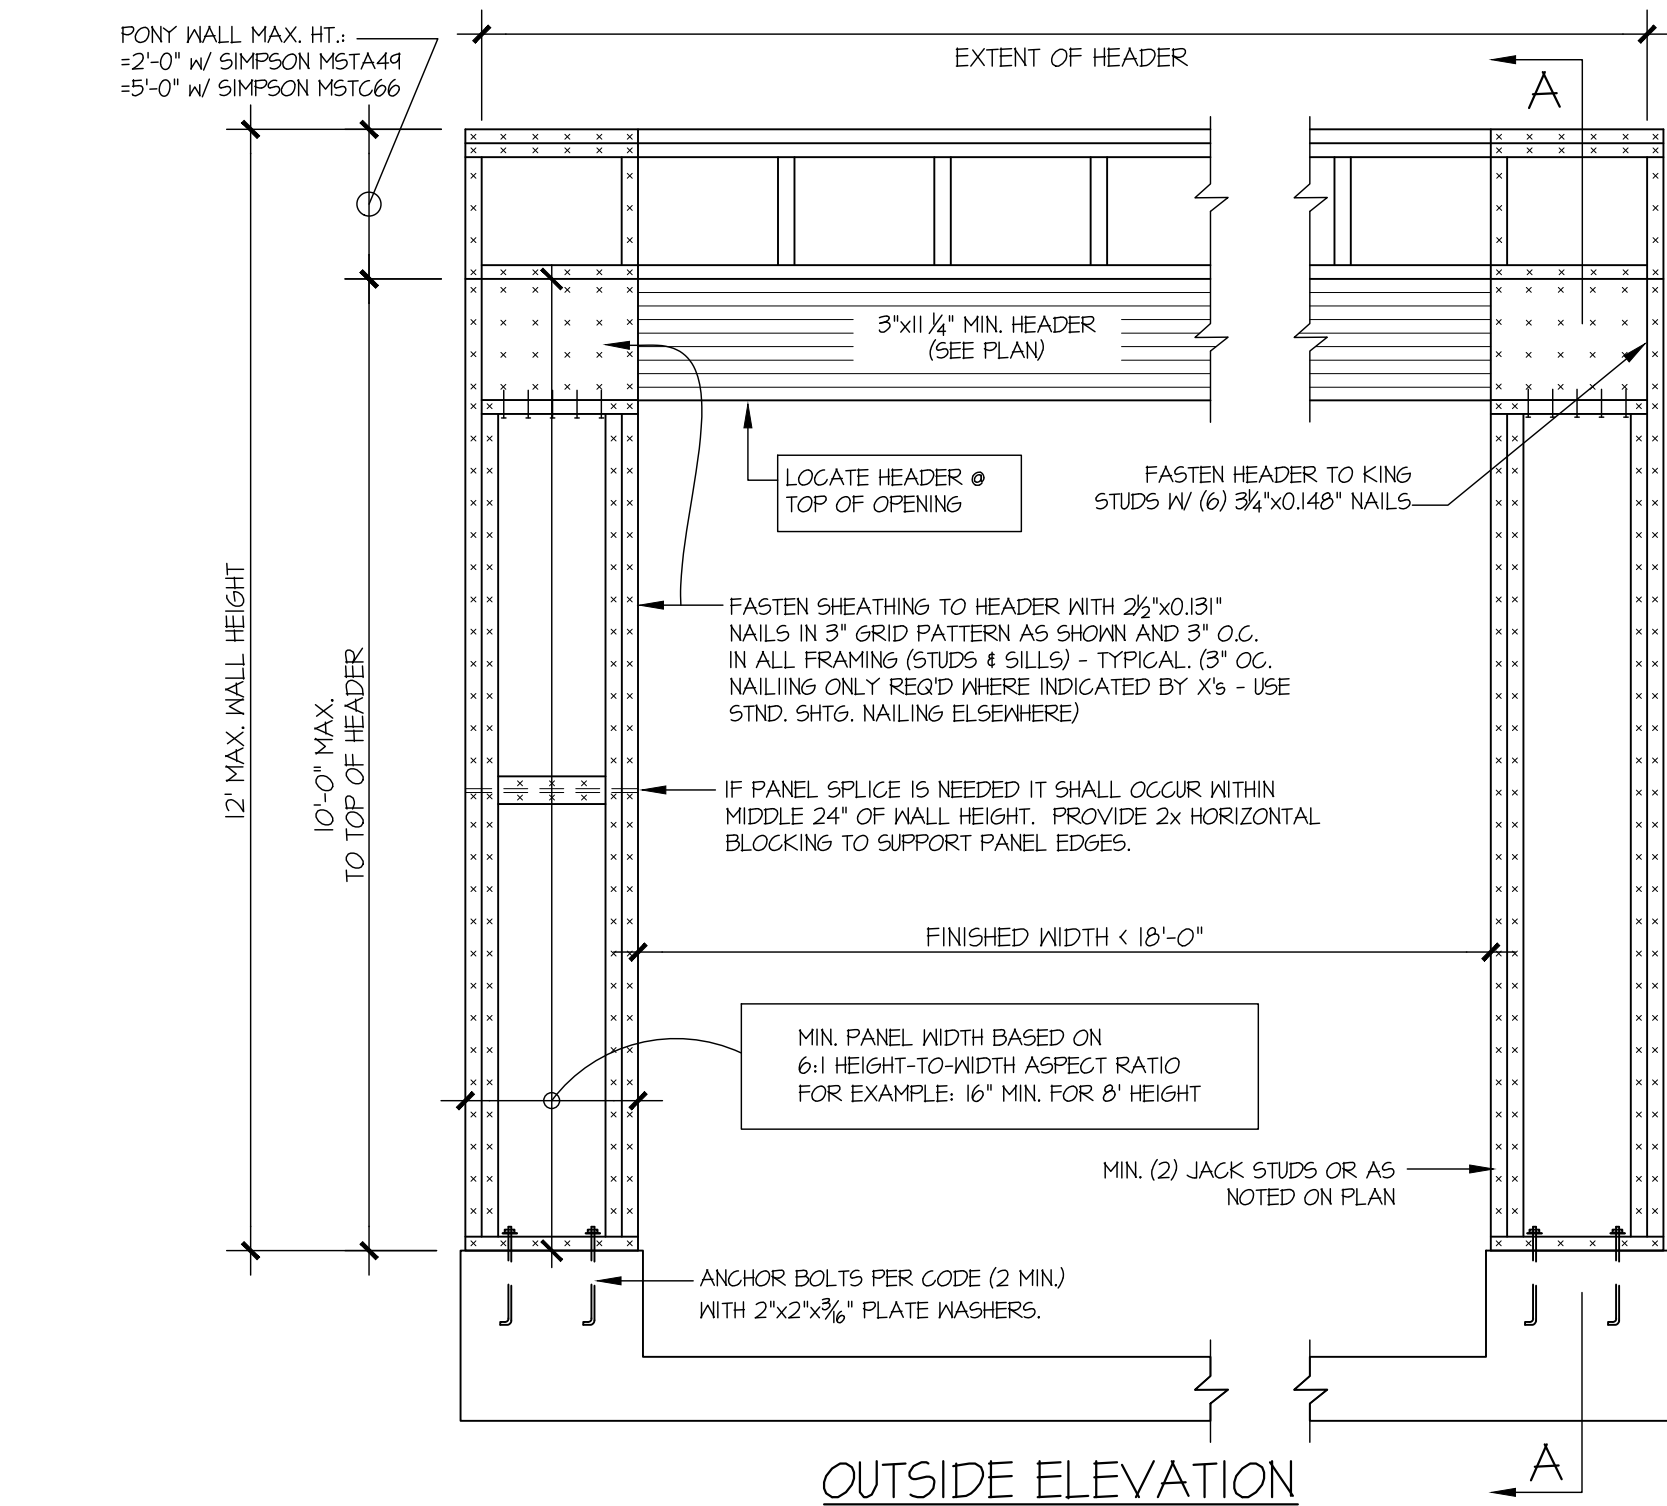 PONY WALL MAX. HT.:
=2'-0" W/ SIMPSON MSTA49
=5'-0" W/ SIMPSON MSTC66
EXTENT OF HEADER
A
3"x11 1/4" MIN. HEADER
(SEE PLAN)
LOCATE HEADER @
TOP OF OPENING
FASTEN HEADER TO KING
STUDS W/ (6) 3 1/4"x0.148" NAILS
12' MAX. WALL HEIGHT
10'-0" MAX.
TO TOP OF HEADER
FASTEN SHEATHING TO HEADER WITH 2 1/2"x0.131"
NAILS IN 3" GRID PATTERN AS SHOWN AND 3" O.C.
IN ALL FRAMING (STUDS & SILLS) - TYPICAL. (3" OC.
NAILIING ONLY REQ'D WHERE INDICATED BY X's - USE
STND. SHTG. NAILING ELSEWHERE)
IF PANEL SPLICE IS NEEDED IT SHALL OCCUR WITHIN
MIDDLE 24" OF WALL HEIGHT. PROVIDE 2x HORIZONTAL
BLOCKING TO SUPPORT PANEL EDGES.
FINISHED WIDTH < 18'-0"
MIN. PANEL WIDTH BASED ON
6:1 HEIGHT-TO-WIDTH ASPECT RATIO
FOR EXAMPLE: 16" MIN. FOR 8' HEIGHT
MIN. (2) JACK STUDS OR AS
NOTED ON PLAN
ANCHOR BOLTS PER CODE (2 MIN.)
WITH 2"x2"x3/16" PLATE WASHERS.
A
OUTSIDE ELEVATION